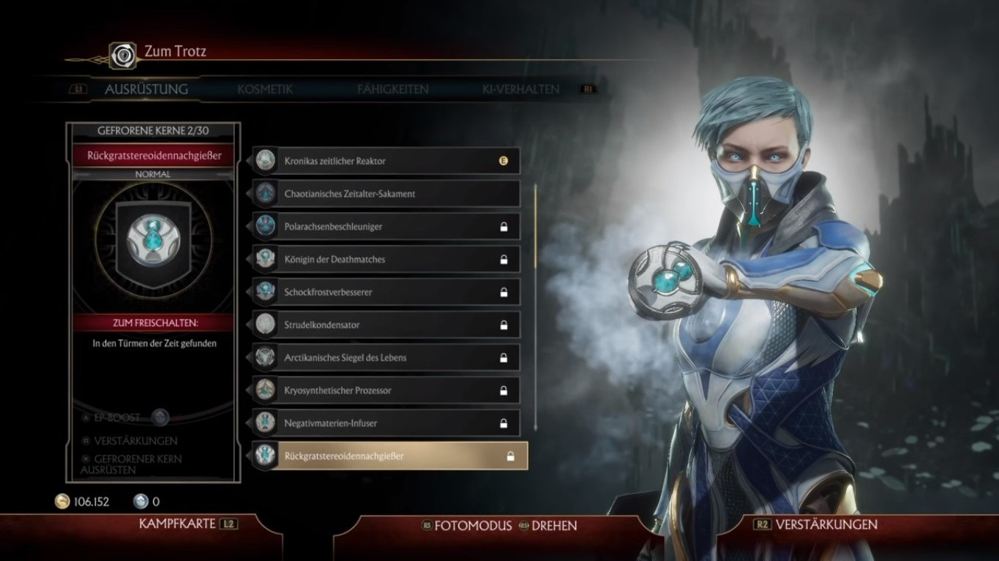 Zum Trotz
L1 AUSRÜSTUNG KOSMETIK FÄHIGKEITEN KI-VERHALTEN R1
GEFRORENE KERNE 2/30
Rückgratstereoidennachgießer
NORMAL
ZUM FREISCHALTEN:
In den Türmen der Zeit gefunden
EP-BOOST
VERSTÄRKUNGEN
GEFRORENER KERN
AUSRÜSTEN
Kronikas zeitlicher Reaktor E
Chaotianisches Zeitalter-Sakament
Polarachsenbeschleuniger
Königin der Deathmatches
Schockfrostverbesserer
Strudelkondensator
Arctikanisches Siegel des Lebens
Kryosynthetischer Prozessor
Negativmaterien-Infuser
Rückgratstereoidennachgießer
106.152 0
KAMPFKARTE L2
R3 FOTOMODUS RS DREHEN
R2 VERSTÄRKUNGEN